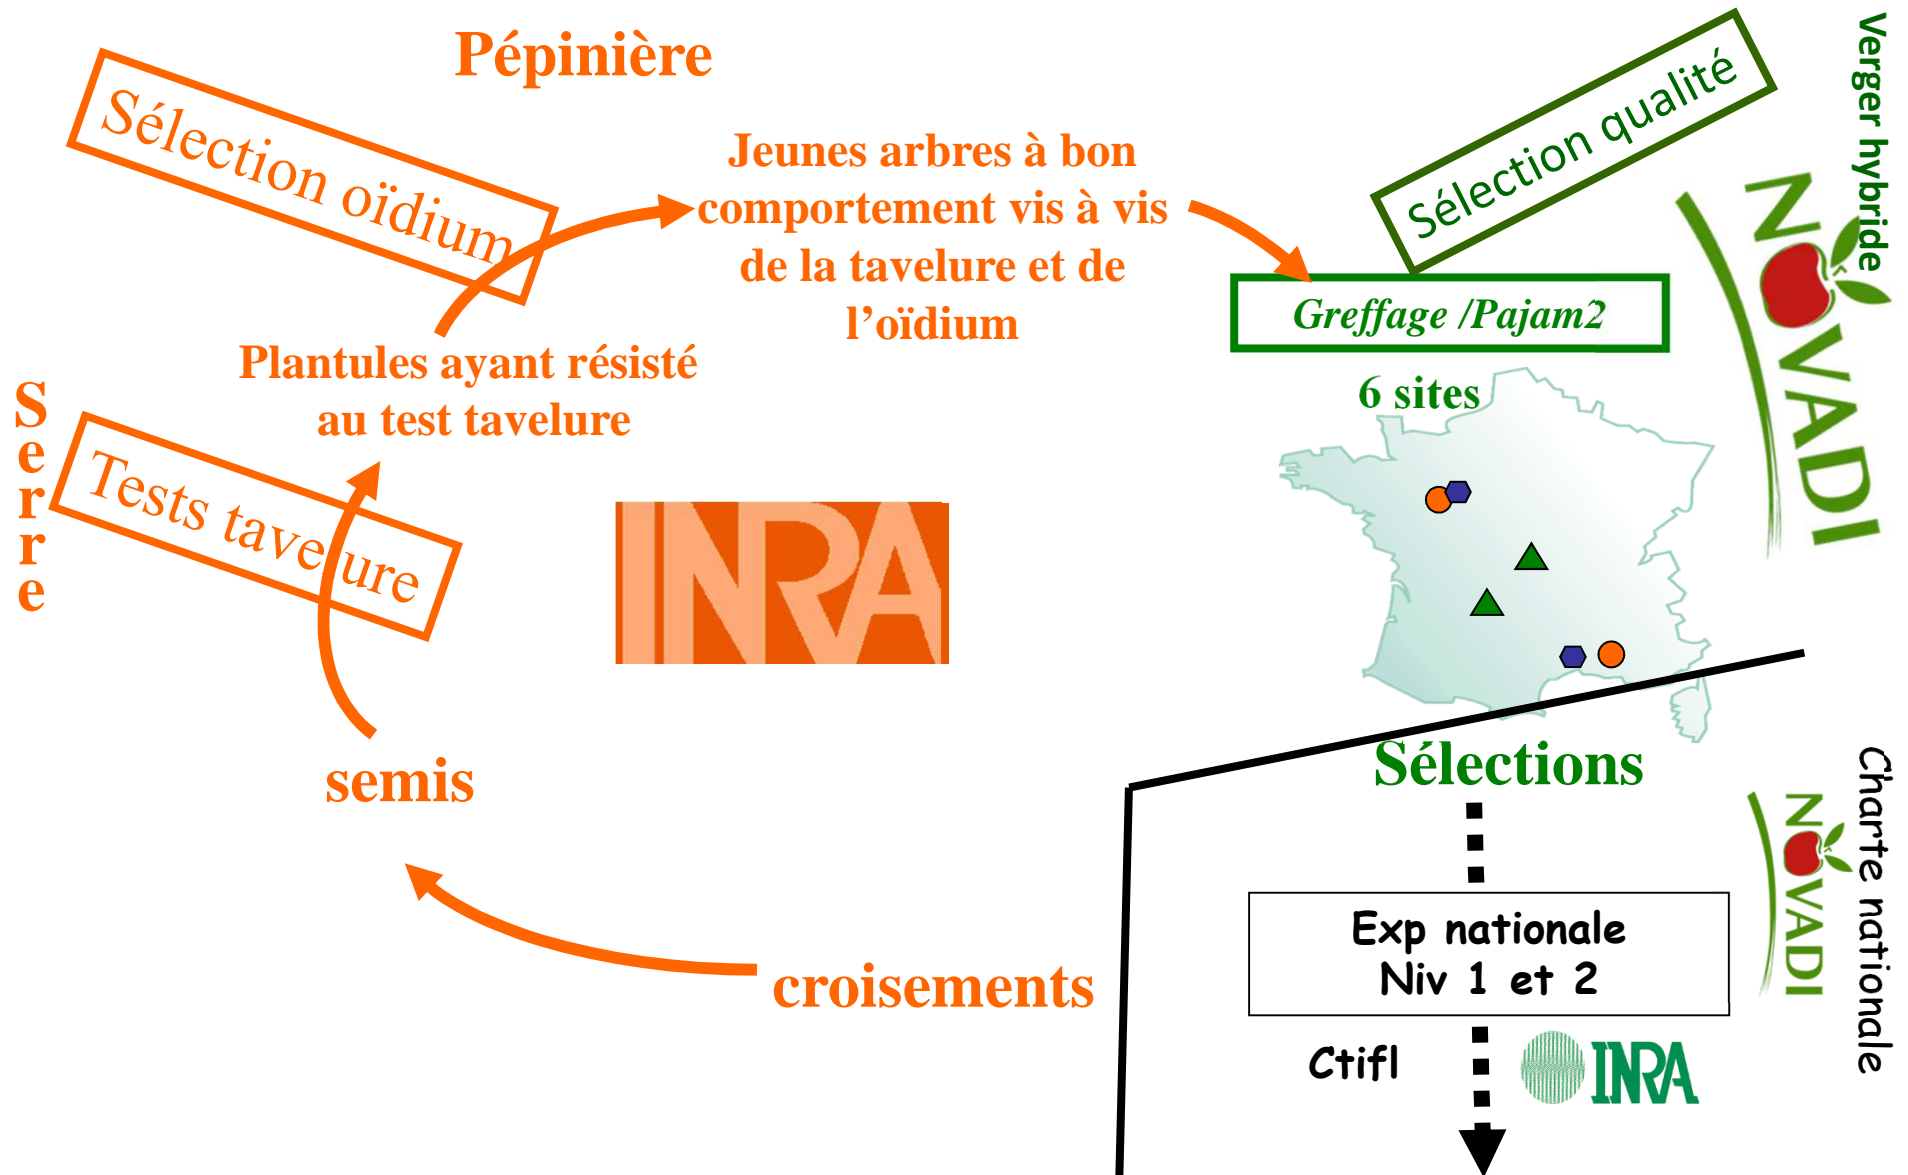 Pépinière
Sélection oïdium
Jeunes arbres à bon
comportement vis à vis
de la tavelure et de
l’oïdium
Sélection qualité
Verger hybride
NOVADI
Greffage /Pajam2
6 sites
Plantules ayant résisté
au test tavelure
Serre
Tests tavelure
INRA
semis
croisements
Sélections
Exp nationale
Niv 1 et 2
Ctifl
INRA
NOVADI
Charte nationale